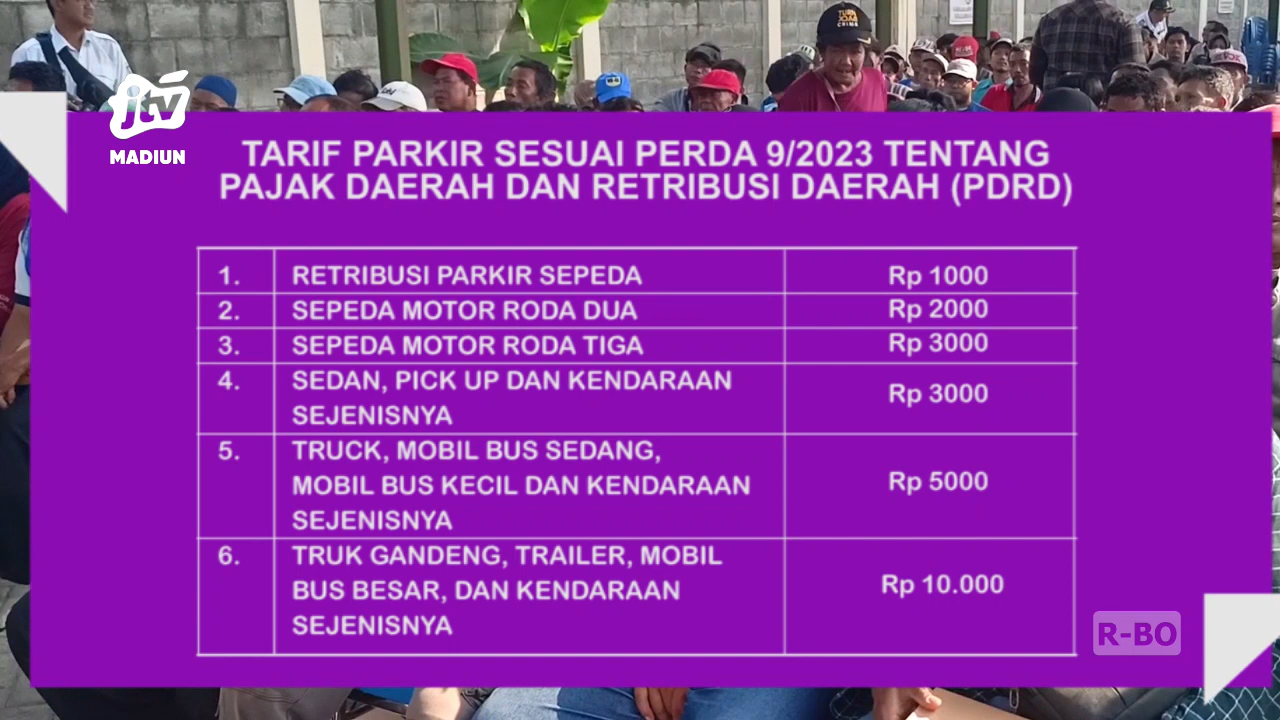 TURN
JOAA
CRIMA
jtv
MADIUN
TARIF PARKIR SESUAI PERDA 9/2023 TENTANG
PAJAK DAERAH DAN RETRIBUSI DAERAH (PDRD)
1. RETRIBUSI PARKIR SEPEDA Rp 1000
2. SEPEDA MOTOR RODA DUA Rp 2000
3. SEPEDA MOTOR RODA TIGA Rp 3000
4. SEDAN, PICK UP DAN KENDARAAN
SEJENISNYA Rp 3000
5. TRUCK, MOBIL BUS SEDANG,
MOBIL BUS KECIL DAN KENDARAAN Rp 5000
SEJENISNYA
6. TRUK GANDENG, TRAILER, MOBIL
BUS BESAR, DAN KENDARAAN Rp 10.000
SEJENISNYA
R-BO